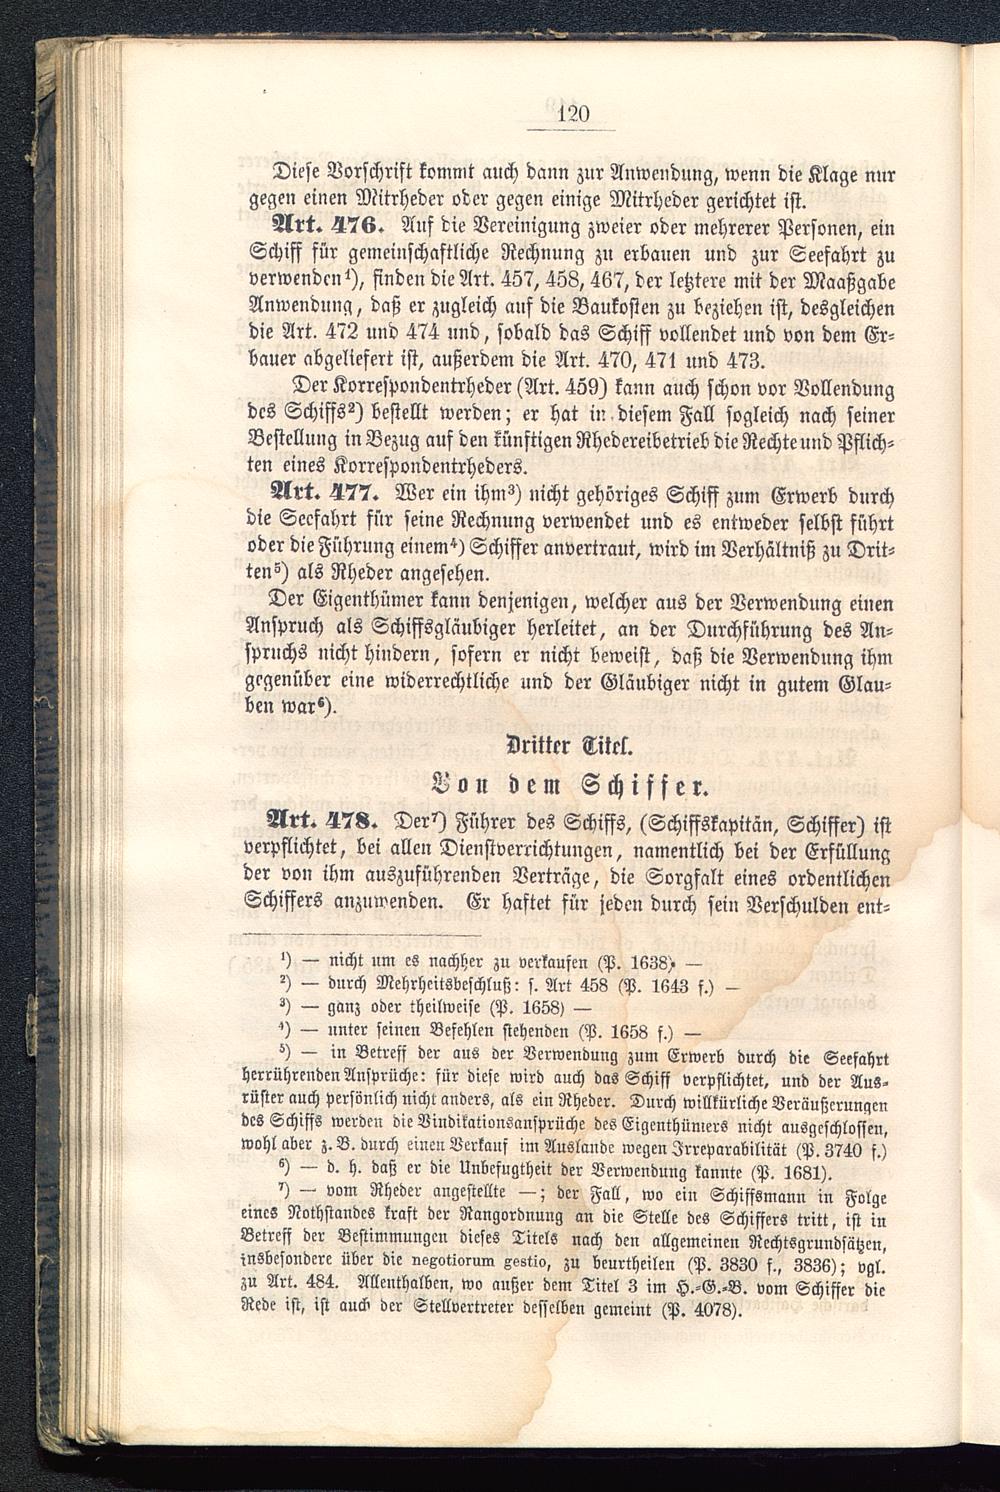 120
Diese Vorschrift kommt auch dann zur Anwendung, wenn die Klage nur
gegen einen Mitrheder oder gegen einige Mitrheder gerichtet ist.
Art. 476. Auf die Vereinigung zweier oder mehrerer Personen, ein
Schiff für gemeinschaftliche Rechnung zu erbauen und zur Seefahrt zu
verwenden¹), finden die Art. 457, 458, 467, der letztere mit der Maaßgabe
Anwendung, daß er zugleich auf die Baukosten zu beziehen ist, desgleichen
die Art. 472 und 474 und, sobald das Schiff vollendet und von dem Er-
bauer abgeliefert ist, außerdem die Art. 470, 471 und 473.
Der Korrespondentrheder (Art. 459) kann auch schon vor Vollendung
des Schiffs²) bestellt werden; er hat in diesem Fall sogleich nach seiner
Bestellung in Bezug auf den künftigen Rhedereibetrieb die Rechte und Pflich-
ten eines Korrespondentrheders.
Art. 477. Wer ein ihm³) nicht gehöriges Schiff zum Erwerb durch
die Seefahrt für seine Rechnung verwendet und es entweder selbst führt
oder die Führung einem⁴) Schiffer anvertraut, wird im Verhältniß zu Drit-
ten⁵) als Rheder angesehen.
Der Eigenthümer kann denjenigen, welcher aus der Verwendung einen
Anspruch als Schiffsgläubiger herleitet, an der Durchführung des An-
spruchs nicht hindern, sofern er nicht beweist, daß die Verwendung ihm
gegenüber eine widerrechtliche und der Gläubiger nicht in gutem Glau-
ben war⁶).
Dritter Titel.
Von dem Schiffer.
Art. 478. Der⁷) Führer des Schiffs, (Schiffskapitän, Schiffer) ist
verpflichtet, bei allen Dienstverrichtungen, namentlich bei der Erfüllung
der von ihm auszuführenden Verträge, die Sorgfalt eines ordentlichen
Schiffers anzuwenden. Er haftet für jeden durch sein Verschulden ent-
¹) — nicht um es nachher zu verkaufen (P. 1638) —
²) — durch Mehrheitsbeschluß: s. Art 458 (P. 1643 f.) —
³) — ganz oder theilweise (P. 1658) —
⁴) — unter seinen Befehlen stehenden (P. 1658 f.) —
⁵) — in Betreff der aus der Verwendung zum Erwerb durch die Seefahrt
herrührenden Ansprüche: für diese wird auch das Schiff verpflichtet, und der Aus-
rüster auch persönlich nicht anders, als ein Rheder. Durch willkürliche Veräußerungen
des Schiffs werden die Vindikationsansprüche des Eigenthümers nicht ausgeschlossen,
wohl aber z. B. durch einen Verkauf im Auslande wegen Irreparabilität (P. 3740 f.)
⁶) — d. h. daß er die Unbefugtheit der Verwendung kannte (P. 1681).
⁷) — vom Rheder angestellte —; der Fall, wo ein Schiffsmann in Folge
eines Nothstandes kraft der Rangordnung an die Stelle des Schiffers tritt, ist in
Betreff der Bestimmungen dieses Titels nach den allgemeinen Rechtsgrundsätzen,
insbesondere über die negotiorum gestio, zu beurtheilen (P. 3830 f., 3836); vgl.
zu Art. 484. Allenthalben, wo außer dem Titel 3 im H.-G.-B. vom Schiffer die
Rede ist, ist auch der Stellvertreter desselben gemeint (P. 4078).